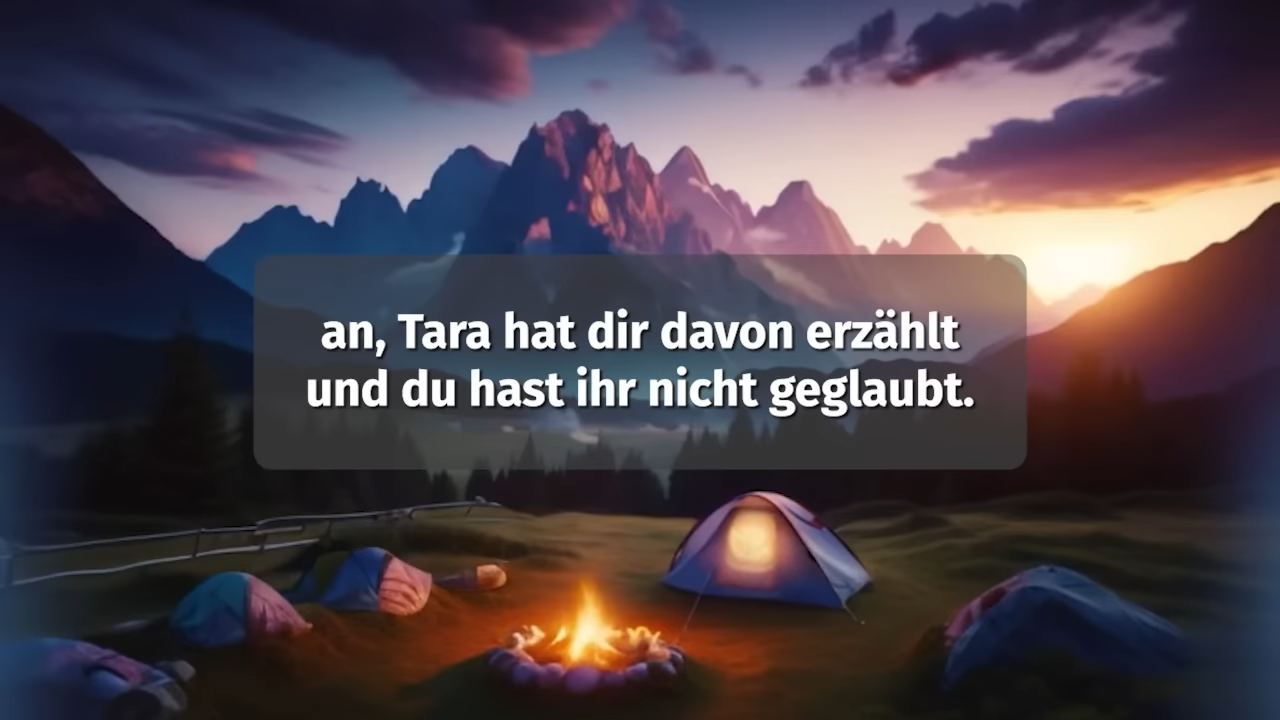 an, Tara hat dir davon erzählt
und du hast ihr nicht geglaubt.